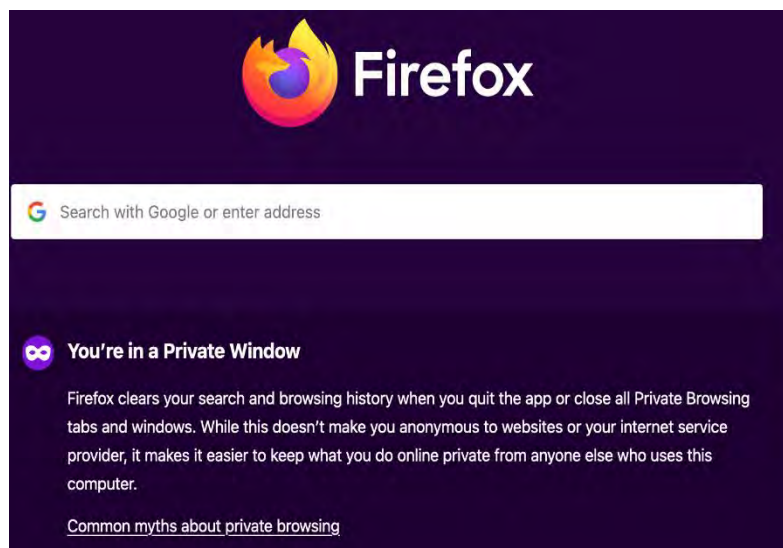 Firefox
Search with Google or enter address
You're in a Private Window
Firefox clears your search and browsing history when you quit the app or close all Private Browsing
tabs and windows. While this doesn't make you anonymous to websites or your internet service
provider, it makes it easier to keep what you do online private from anyone else who uses this
computer.
Common myths about private browsing